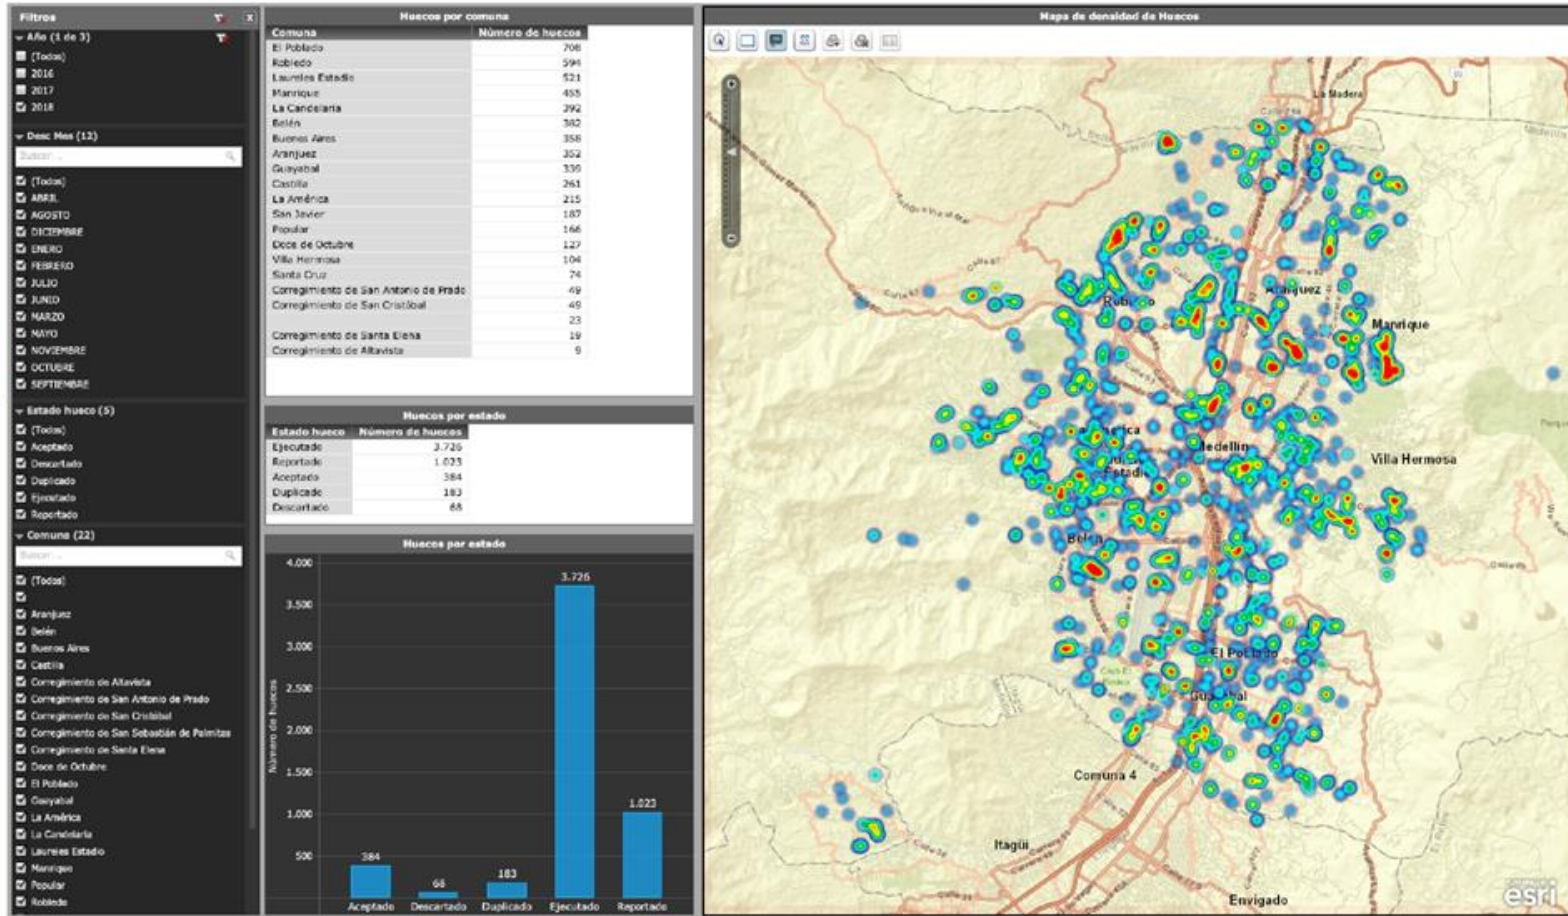 Filtros
Año (1 de 3)
(Todos)
2016
2017
2018
Desc Mes (12)
Buscar ...
(Todos)
ABRIL
AGOSTO
DICIEMBRE
ENERO
FEBRERO
JULIO
JUNIO
MARZO
MAYO
NOVIEMBRE
OCTUBRE
SEPTIEMBRE
Estado hueco (5)
(Todos)
Aceptado
Descartado
Duplicado
Ejecutado
Reportado
Comuna (22)
Buscar ...
(Todos)
Aranjuez
Belén
Buenos Aires
Castilla
Corregimiento de Altavista
Corregimiento de San Antonio de Prado
Corregimiento de San Cristóbal
Corregimiento de San Sebastián de Palmitas
Corregimiento de Santa Elena
Doce de Octubre
El Poblado
Guayabal
La América
La Candelaria
Laureles Estadio
Manrique
Popular
Robledo
Huecos por comuna
Comuna Número de huecos
El Poblado 708
Robledo 594
Laureles Estadio 521
Manrique 455
La Candelaria 392
Belén 382
Buenos Aires 358
Aranjuez 352
Guayabal 339
Castilla 261
La América 215
San Javier 187
Popular 166
Doce de Octubre 127
Villa Hermosa 104
Santa Cruz 74
Corregimiento de San Antonio de Prado 49
Corregimiento de San Cristóbal 49
23
Corregimiento de Santa Elena 19
Corregimiento de Altavista 9
Huecos por estado
Estado hueco Número de huecos
Ejecutado 3.726
Reportado 1.023
Aceptado 384
Duplicado 183
Descartado 68
Huecos por estado
Número de huecos
4.000
3.500
3.000
2.500
2.000
1.500
1.000
500
384
68
183
3.726
1.023
Aceptado Descartado Duplicado Ejecutado Reportado
Mapa de densidad de Huecos
La Madera
Manrique
Medellín
Villa Hermosa
Belén
El Poblado
Comuna 4
Itagüí
Envigado
esri